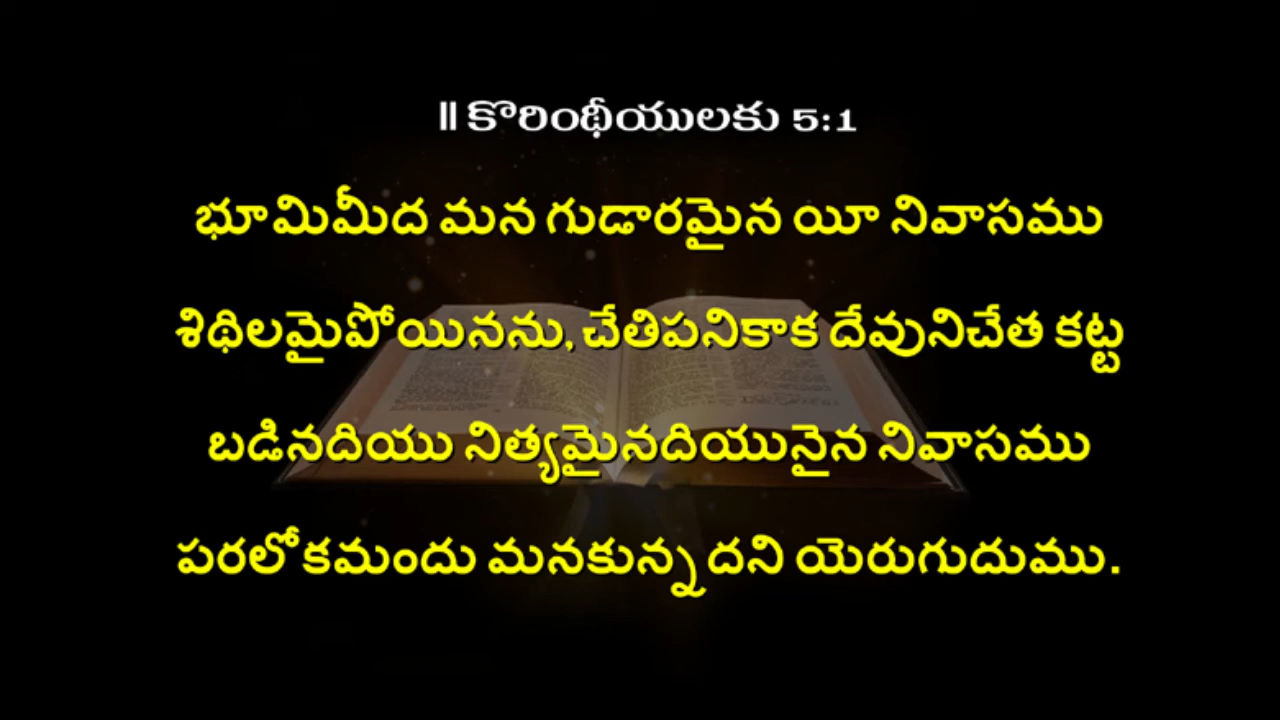 II కొరింథీయులకు 5:1
భూమిమీద మన గుడారమైన యీ నివాసము
శిథిలమైపోయినను, చేతిపనికాక దేవునిచేత కట్ట
బడినదియు నిత్యమైనదియునైన నివాసము
పరలోకమందు మనకున్న దని యెరుగుదుము.